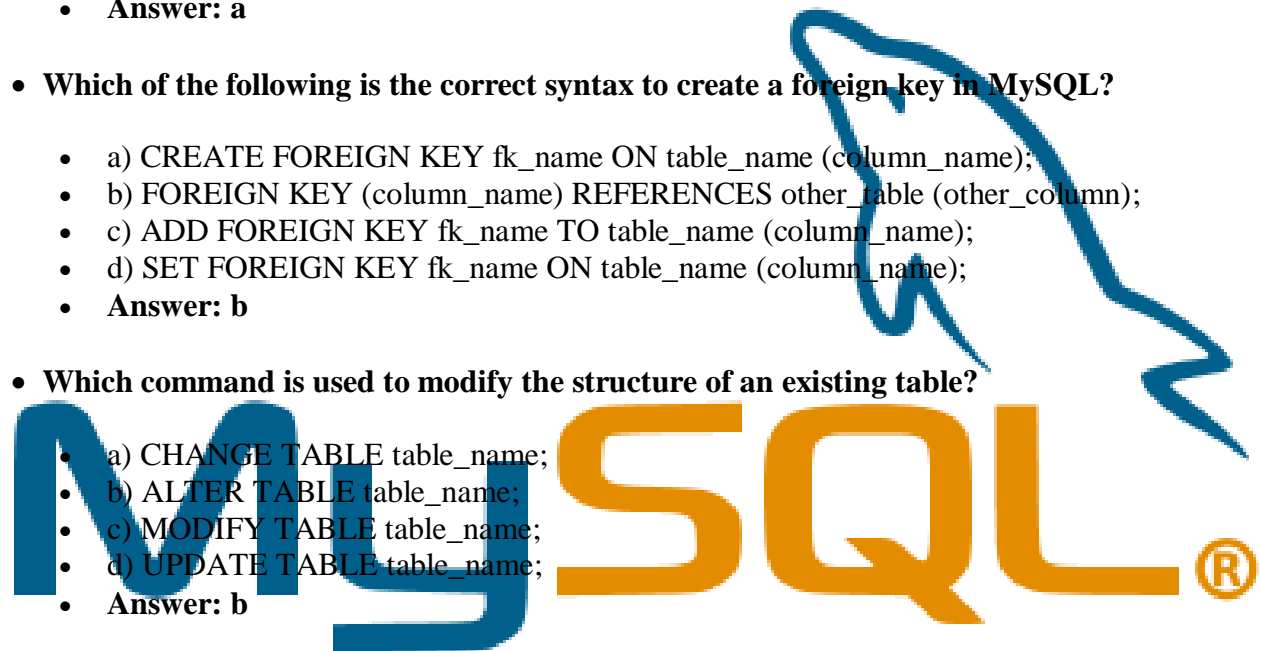 • Answer: a
• Which of the following is the correct syntax to create a foreign key in MySQL?
• a) CREATE FOREIGN KEY fk_name ON table_name (column_name);
• b) FOREIGN KEY (column_name) REFERENCES other_table (other_column);
• c) ADD FOREIGN KEY fk_name TO table_name (column_name);
• d) SET FOREIGN KEY fk_name ON table_name (column_name);
• Answer: b
• Which command is used to modify the structure of an existing table?
• a) CHANGE TABLE table_name;
• b) ALTER TABLE table_name;
• c) MODIFY TABLE table_name;
• d) UPDATE TABLE table_name;
• Answer: b
MySQL®